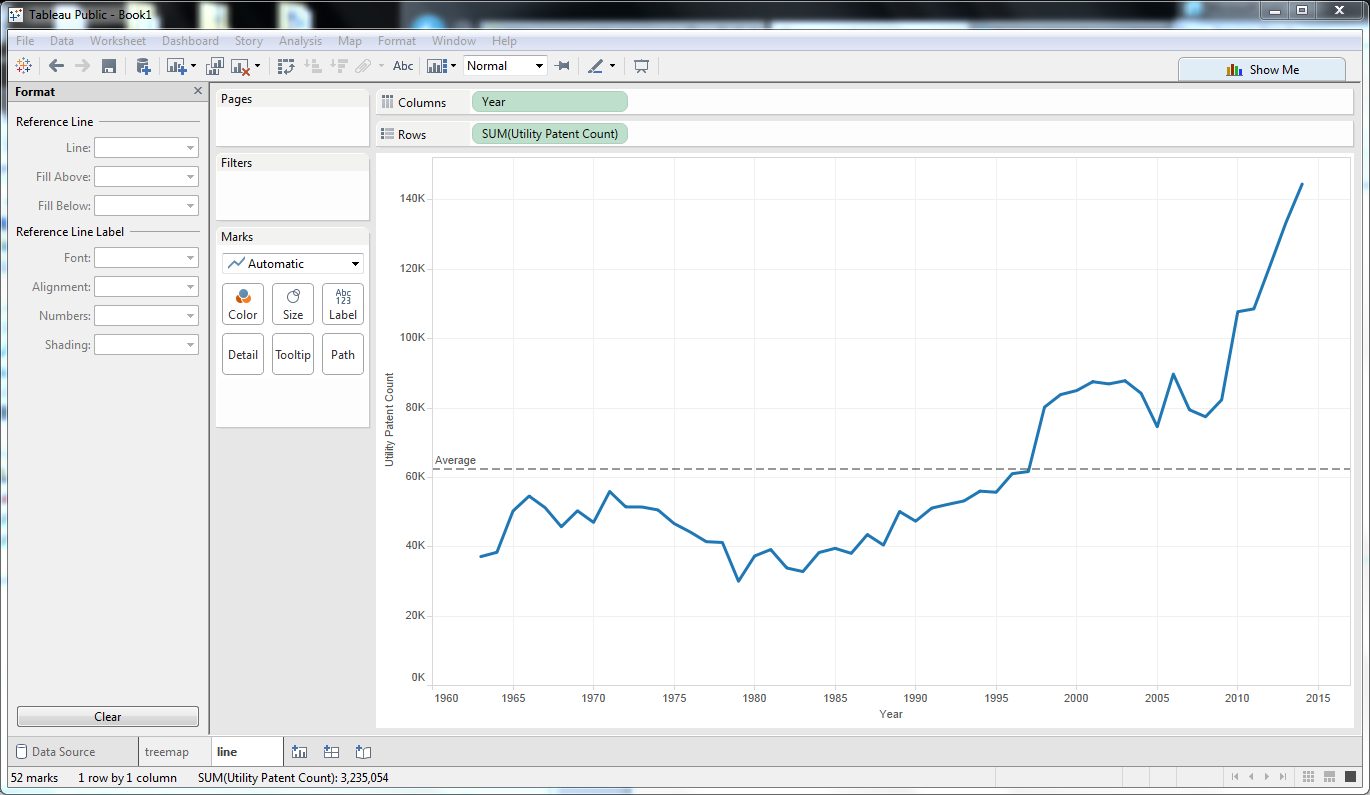 Tableau Public - Book1
File Data Worksheet Dashboard Story Analysis Map Format Window Help
Abc Normal Show Me
Format
Reference Line
Line:
Fill Above:
Fill Below:
Reference Line Label
Font:
Alignment:
Numbers:
Shading:
Clear
Pages
Filters
Marks
Automatic
Color Size Abc 123 Label
Detail Tooltip Path
Columns Year
Rows SUM(Utility Patent Count)
140K
120K
100K
80K
60K
40K
20K
0K
Utility Patent Count
Average
1960 1965 1970 1975 1980 1985 1990 1995 2000 2005 2010 2015
Year
Data Source treemap line
52 marks 1 row by 1 column SUM(Utility Patent Count): 3,235,054